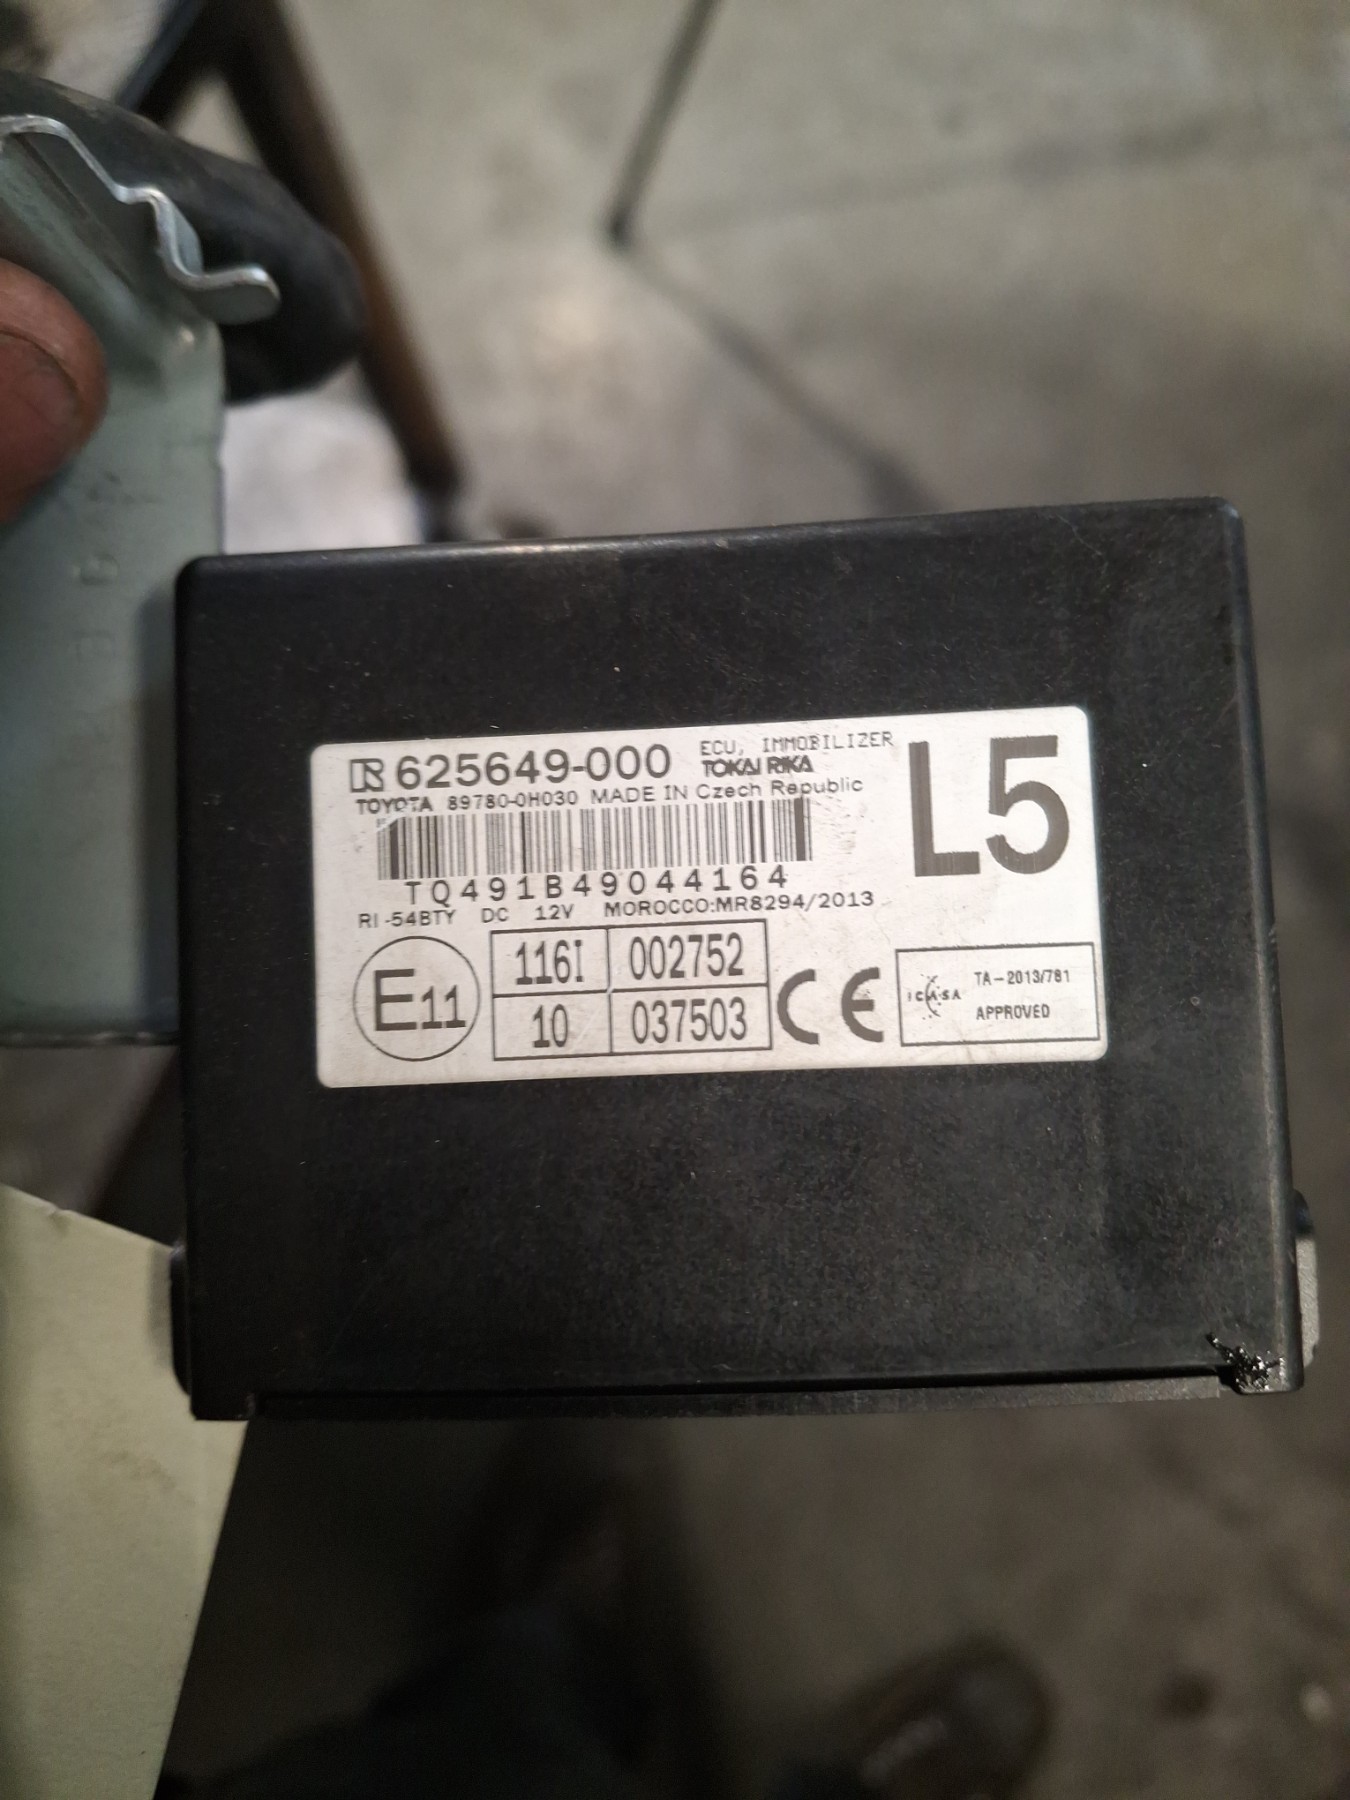 625649-000 ECU, IMMOBILIZER
TOKAI RIKA
TOYOTA 89780-0H030 MADE IN Czech Republic
L5
TQ491B49044164
RI-54BTY DC 12V MOROCCO:MR8294/2013
E11
116I 002752
10 037503
CE
ICASA
TA-2013/781
APPROVED